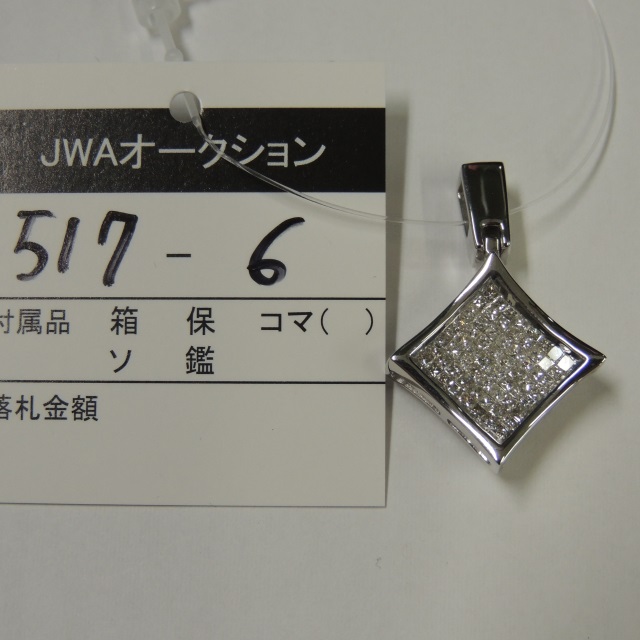 JWAオークション
517-6
付属品 箱 保 コマ( )
ソ 鑑
落札金額